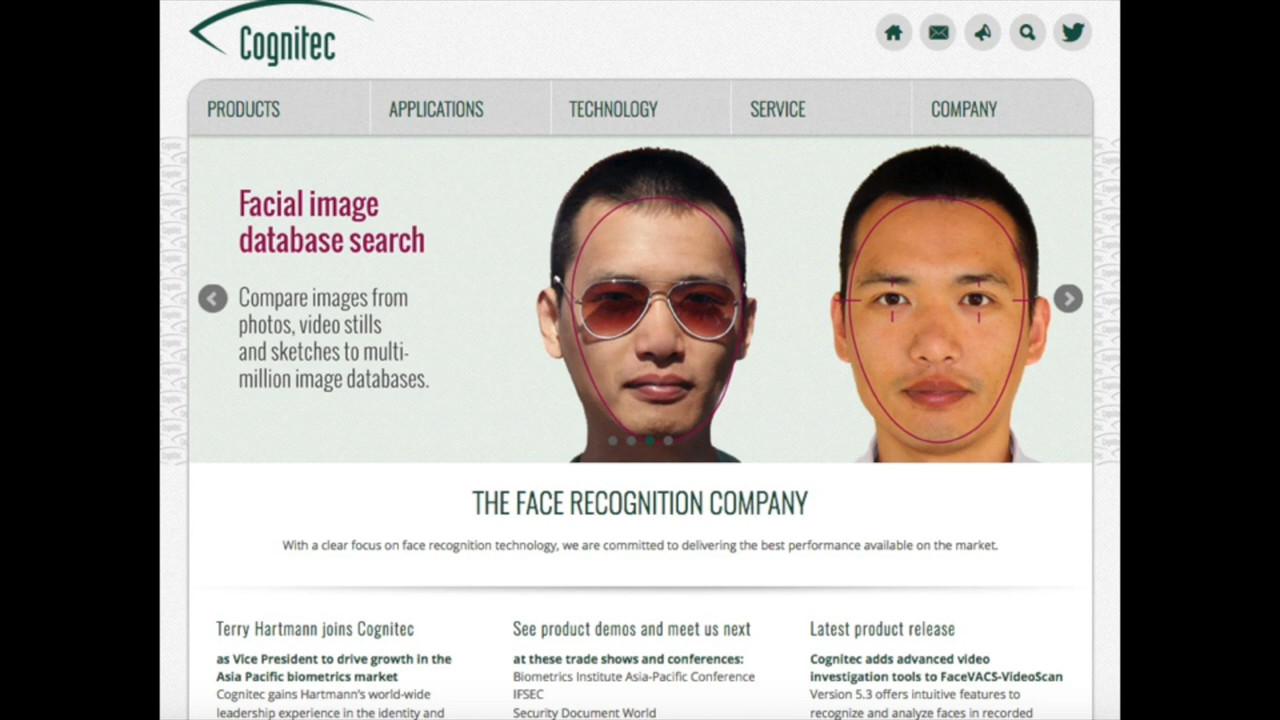 Cognitec
PRODUCTS
APPLICATIONS
TECHNOLOGY
SERVICE
COMPANY
Facial image
database search
Compare images from
photos, video stills
and sketches to multi-
million image databases.
THE FACE RECOGNITION COMPANY
With a clear focus on face recognition technology, we are committed to delivering the best performance available on the market.
Terry Hartmann joins Cognitec
as Vice President to drive growth in the
Asia Pacific biometrics market
Cognitec gains Hartmann's world-wide
leadership experience in the identity and
See product demos and meet us next
at these trade shows and conferences:
Biometrics Institute Asia-Pacific Conference
IFSEC
Security Document World
Latest product release
Cognitec adds advanced video
investigation tools to FaceVACS-VideoScan
Version 5.3 offers intuitive features to
recognize and analyze faces in recorded